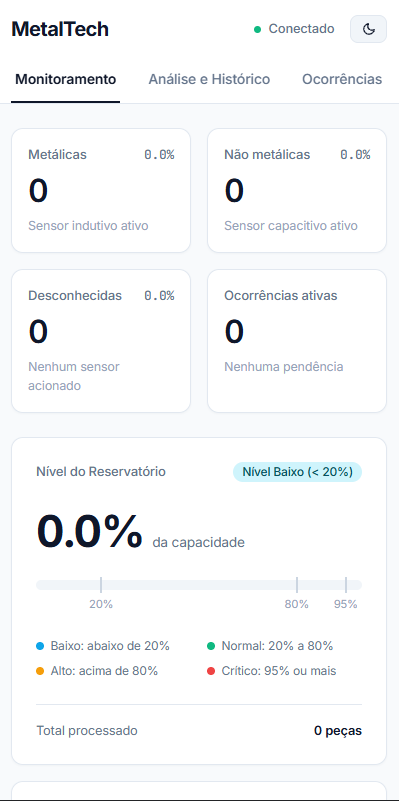 MetalTech
Conectado
Monitoramento
Análise e Histórico
Ocorrências
Metálicas 0.0%
0
Sensor indutivo ativo
Não metálicas 0.0%
0
Sensor capacitivo ativo
Desconhecidas 0.0%
0
Nenhum sensor
acionado
Ocorrências ativas
0
Nenhuma pendência
Nível do Reservatório
Nível Baixo (< 20%)
0.0% da capacidade
20% 80% 95%
Baixo: abaixo de 20%
Normal: 20% a 80%
Alto: acima de 80%
Crítico: 95% ou mais
Total processado
0 peças